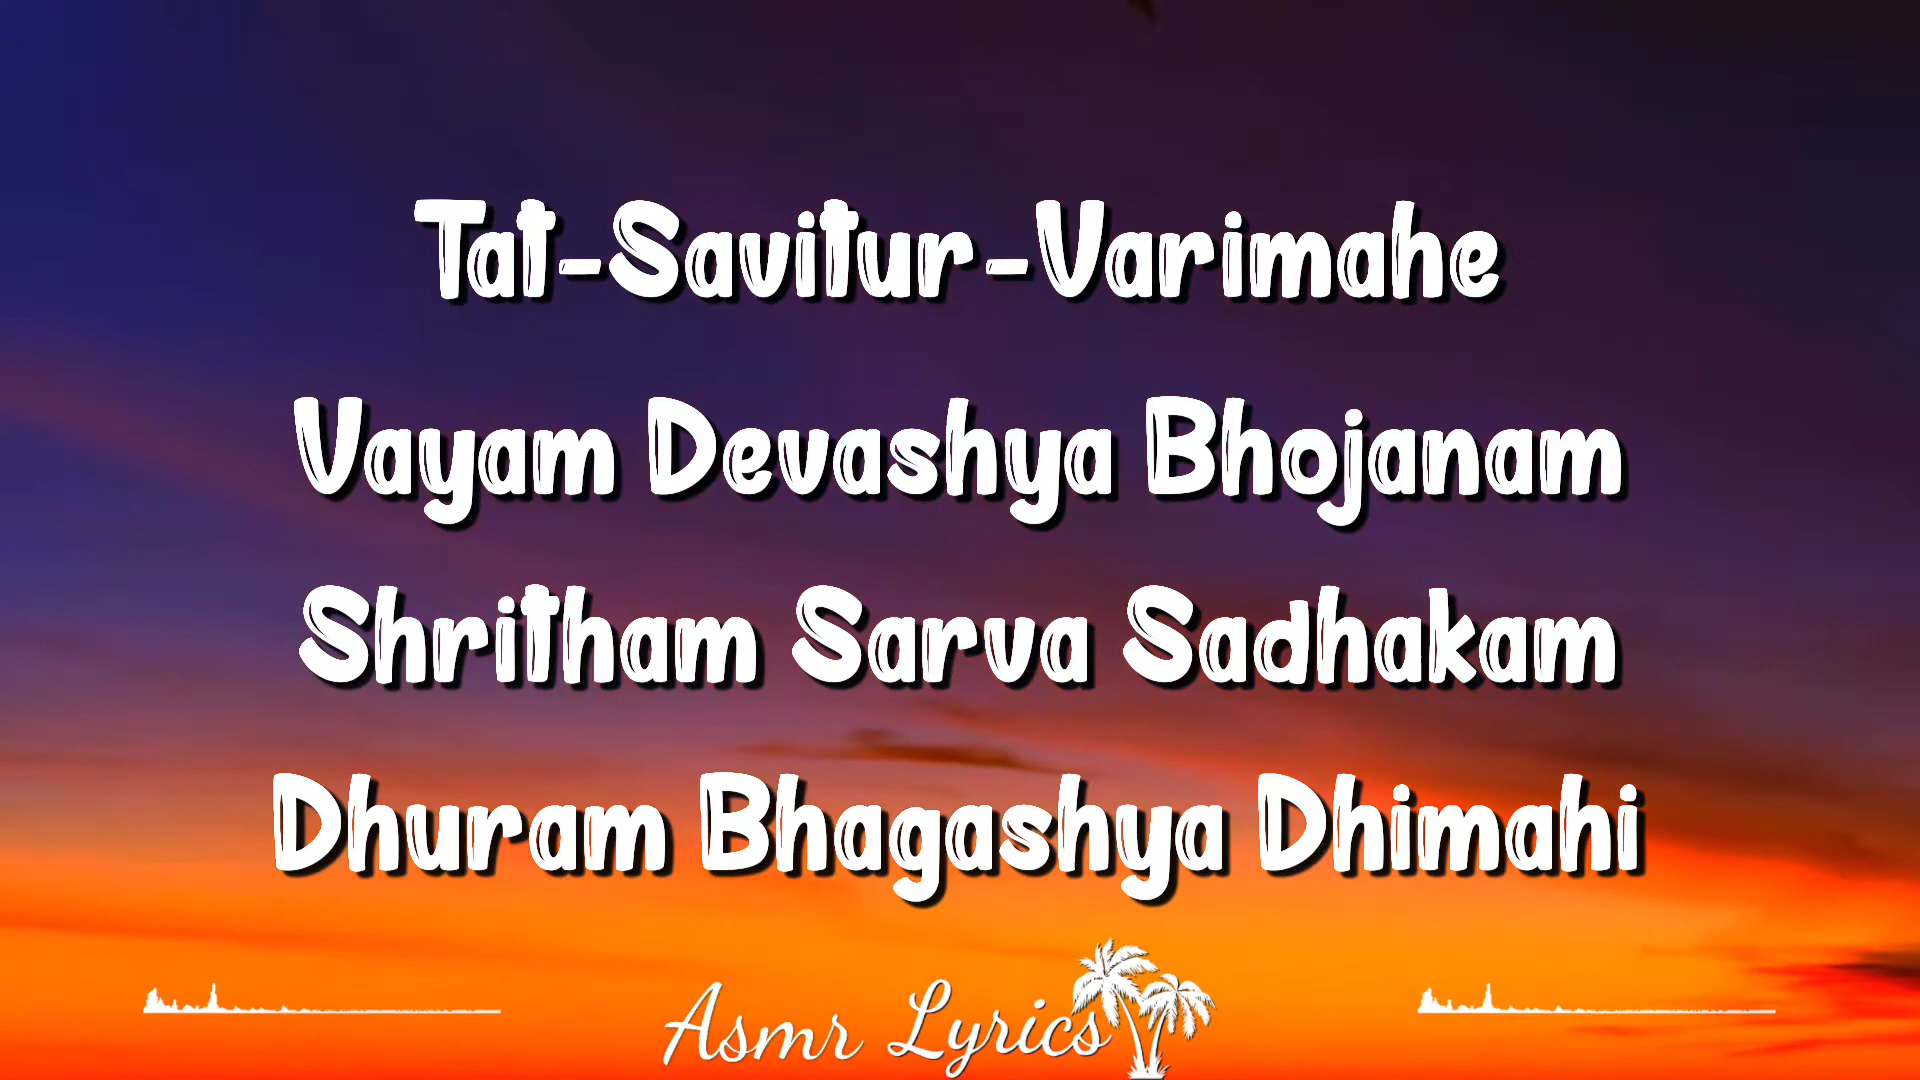 Tat-Savitur-Varimahe
Vayam Devashya Bhojanam
Shritham Sarva Sadhakam
Dhuram Bhagashya Dhimahi
Asmr Lyrics